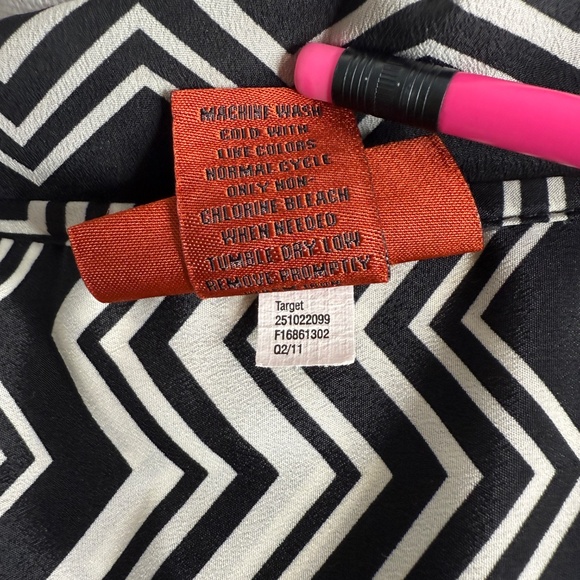 MACHINE WASH
COLD WITH
LIKE COLORS
NORMAL CYCLE
ONLY NON-
CHLORINE BLEACH
WHEN NEEDED
TUMBLE DRY LOW
REMOVE PROMPTLY
Target
251022099
F16861302
Q2/11